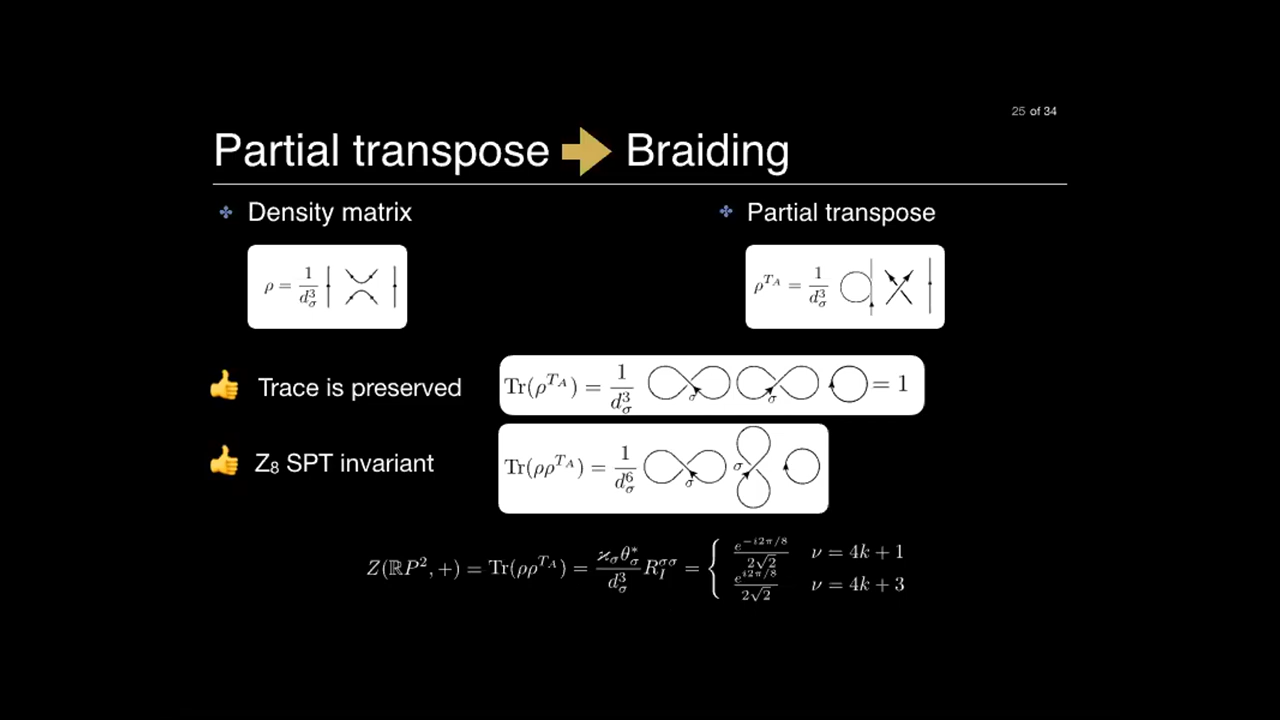 25 of 34
Partial transpose Braiding
Density matrix
Partial transpose
ρ = 1/d_σ^3
ρ^{T_A} = 1/d_σ^3
Trace is preserved
Tr(ρ^{T_A}) = 1/d_σ^3 σ σ = 1
Z₈ SPT invariant
Tr(ρρ^{T_A}) = 1/d_σ^6 σ σ
Z(ℝP², +) = Tr(ρρ^{T_A}) = ϰ_σθ_σ^*/d_σ^3 R_I^{σσ} = { e^{-i2π/8}/2√2 ν = 4k + 1
e^{i2π/8}/2√2 ν = 4k + 3